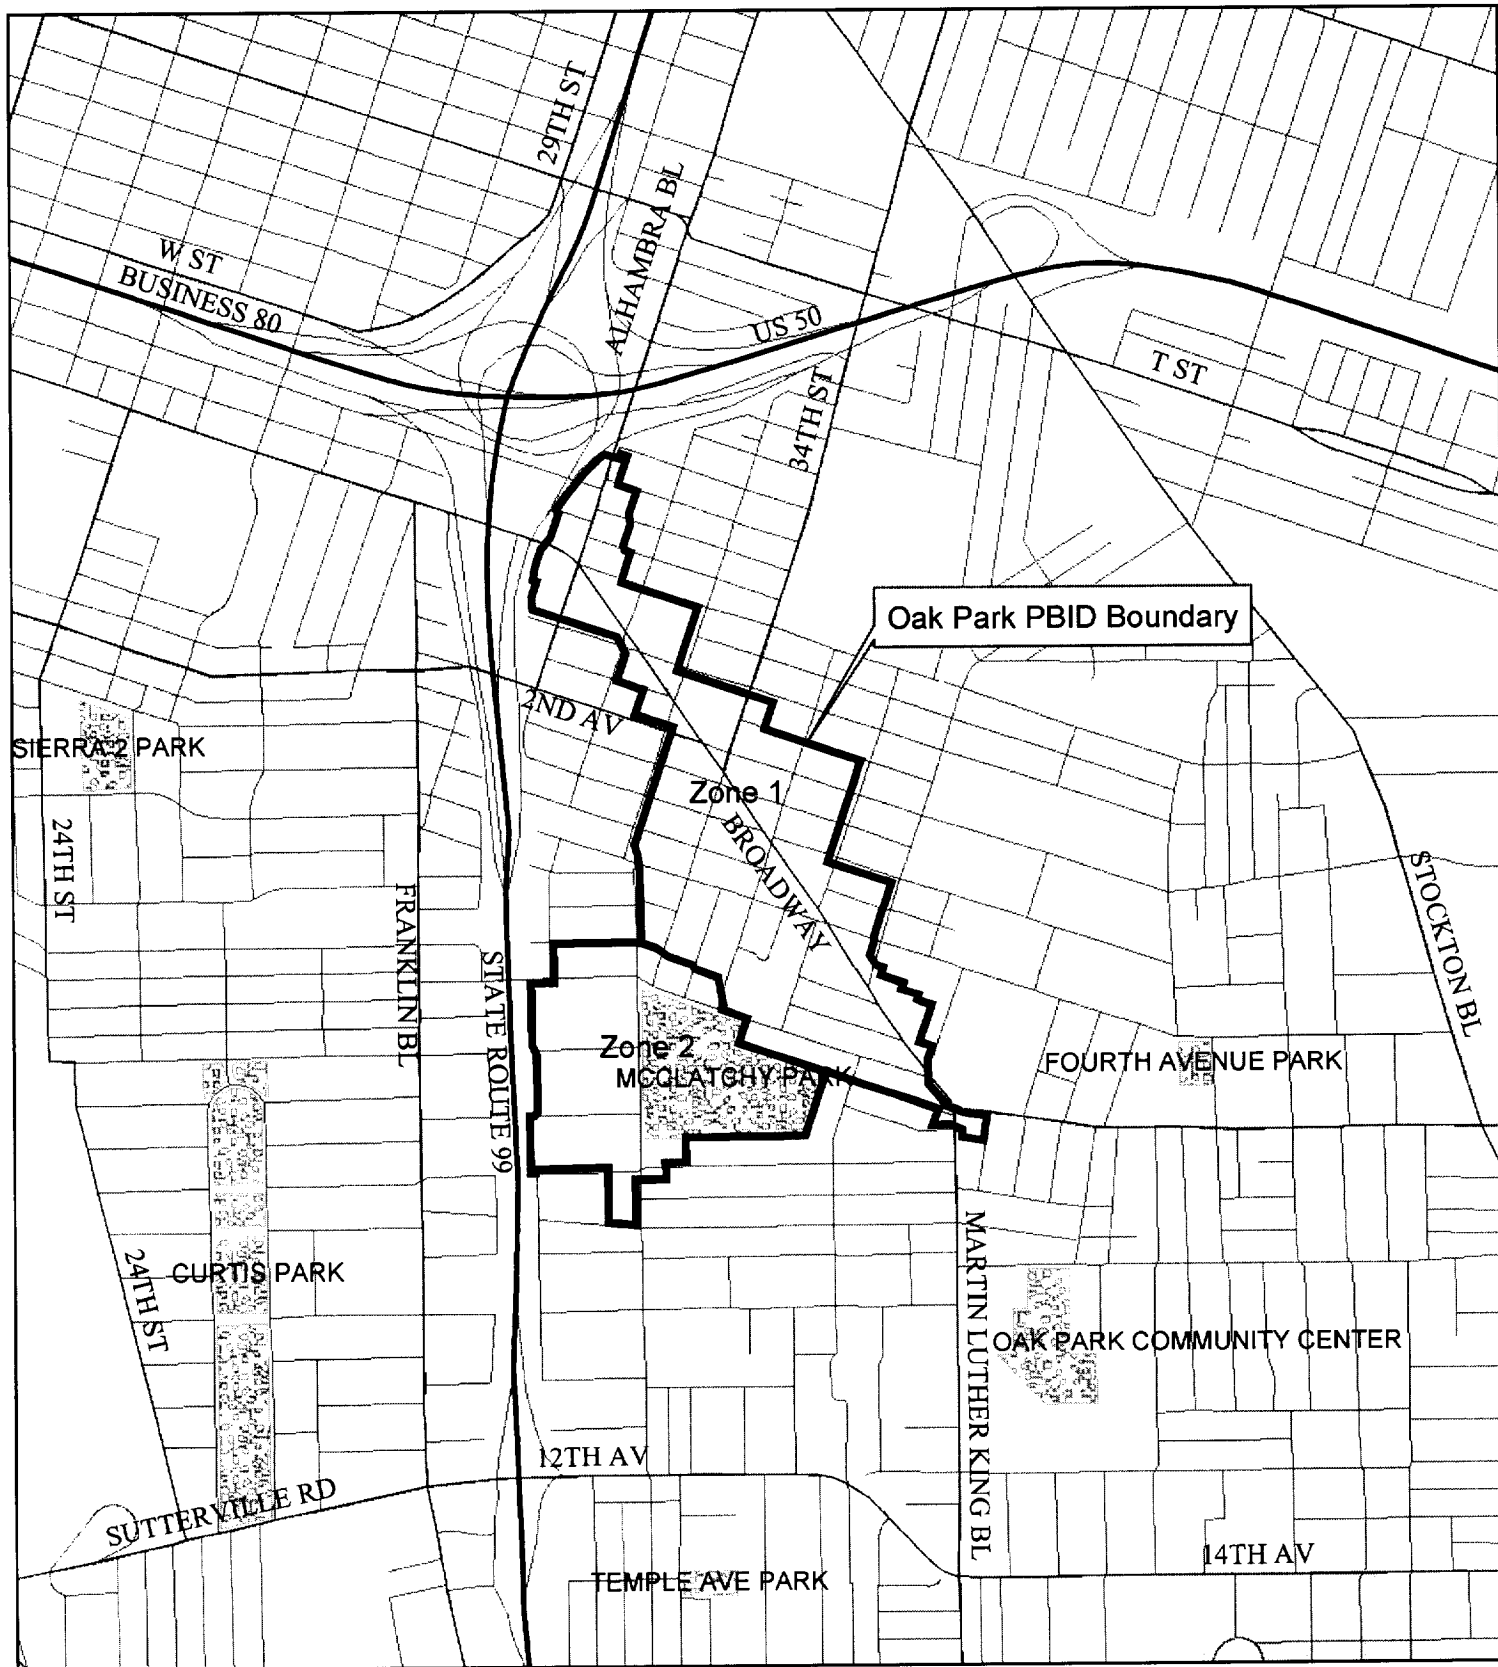 29TH ST
ALHAMBRA BL
W ST
BUSINESS 80
US 50
T ST
34TH ST
Oak Park PBID Boundary
2ND AV
SIERRA 2 PARK
Zone 1
BROADWAY
24TH ST
FRANKLIN BL
STATE ROUTE 99
STOCKTON BL
Zone 2
MCCLATCHY PARK
FOURTH AVENUE PARK
24TH ST
CURTIS PARK
MARTIN LUTHER KING BL
OAK PARK COMMUNITY CENTER
12TH AV
SUTTERVILLE RD
TEMPLE AVE PARK
14TH AV